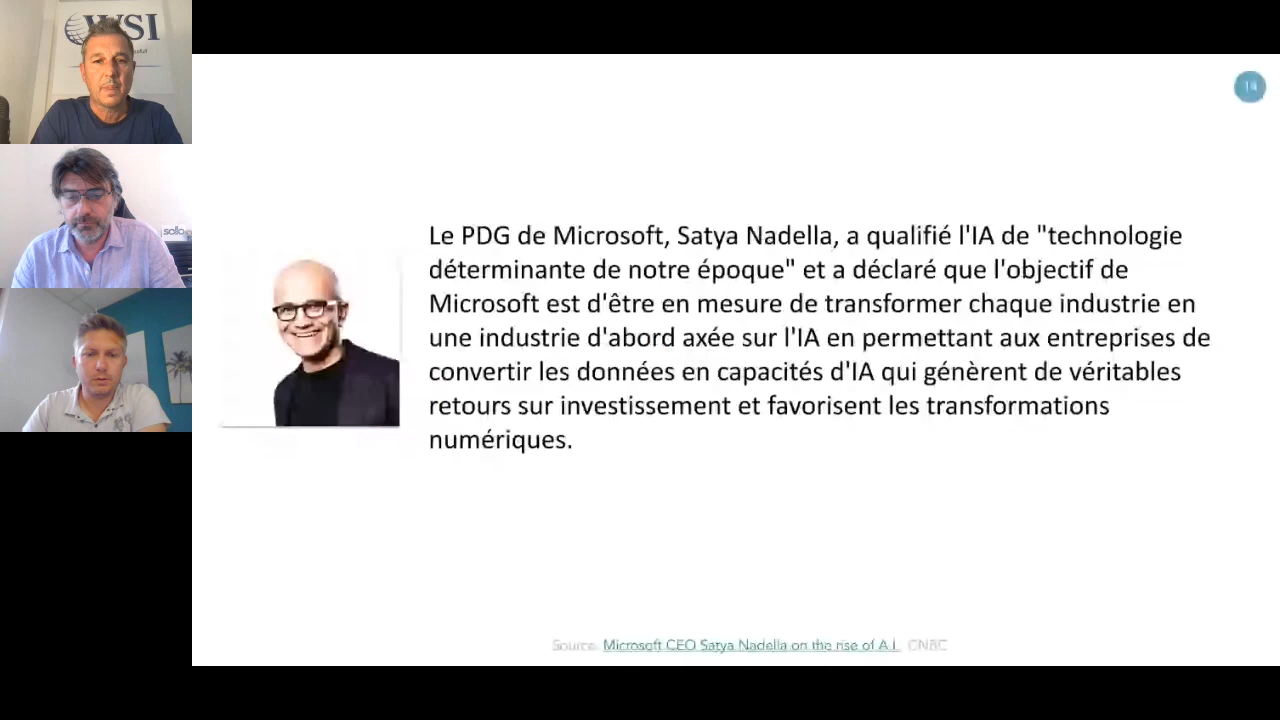 WSI
sollo
Le PDG de Microsoft, Satya Nadella, a qualifié l'IA de "technologie
déterminante de notre époque" et a déclaré que l'objectif de
Microsoft est d'être en mesure de transformer chaque industrie en
une industrie d'abord axée sur l'IA en permettant aux entreprises de
convertir les données en capacités d'IA qui génèrent de véritables
retours sur investissement et favorisent les transformations
numériques.
Source: Microsoft CEO Satya Nadella on the rise of A.I. CNBC